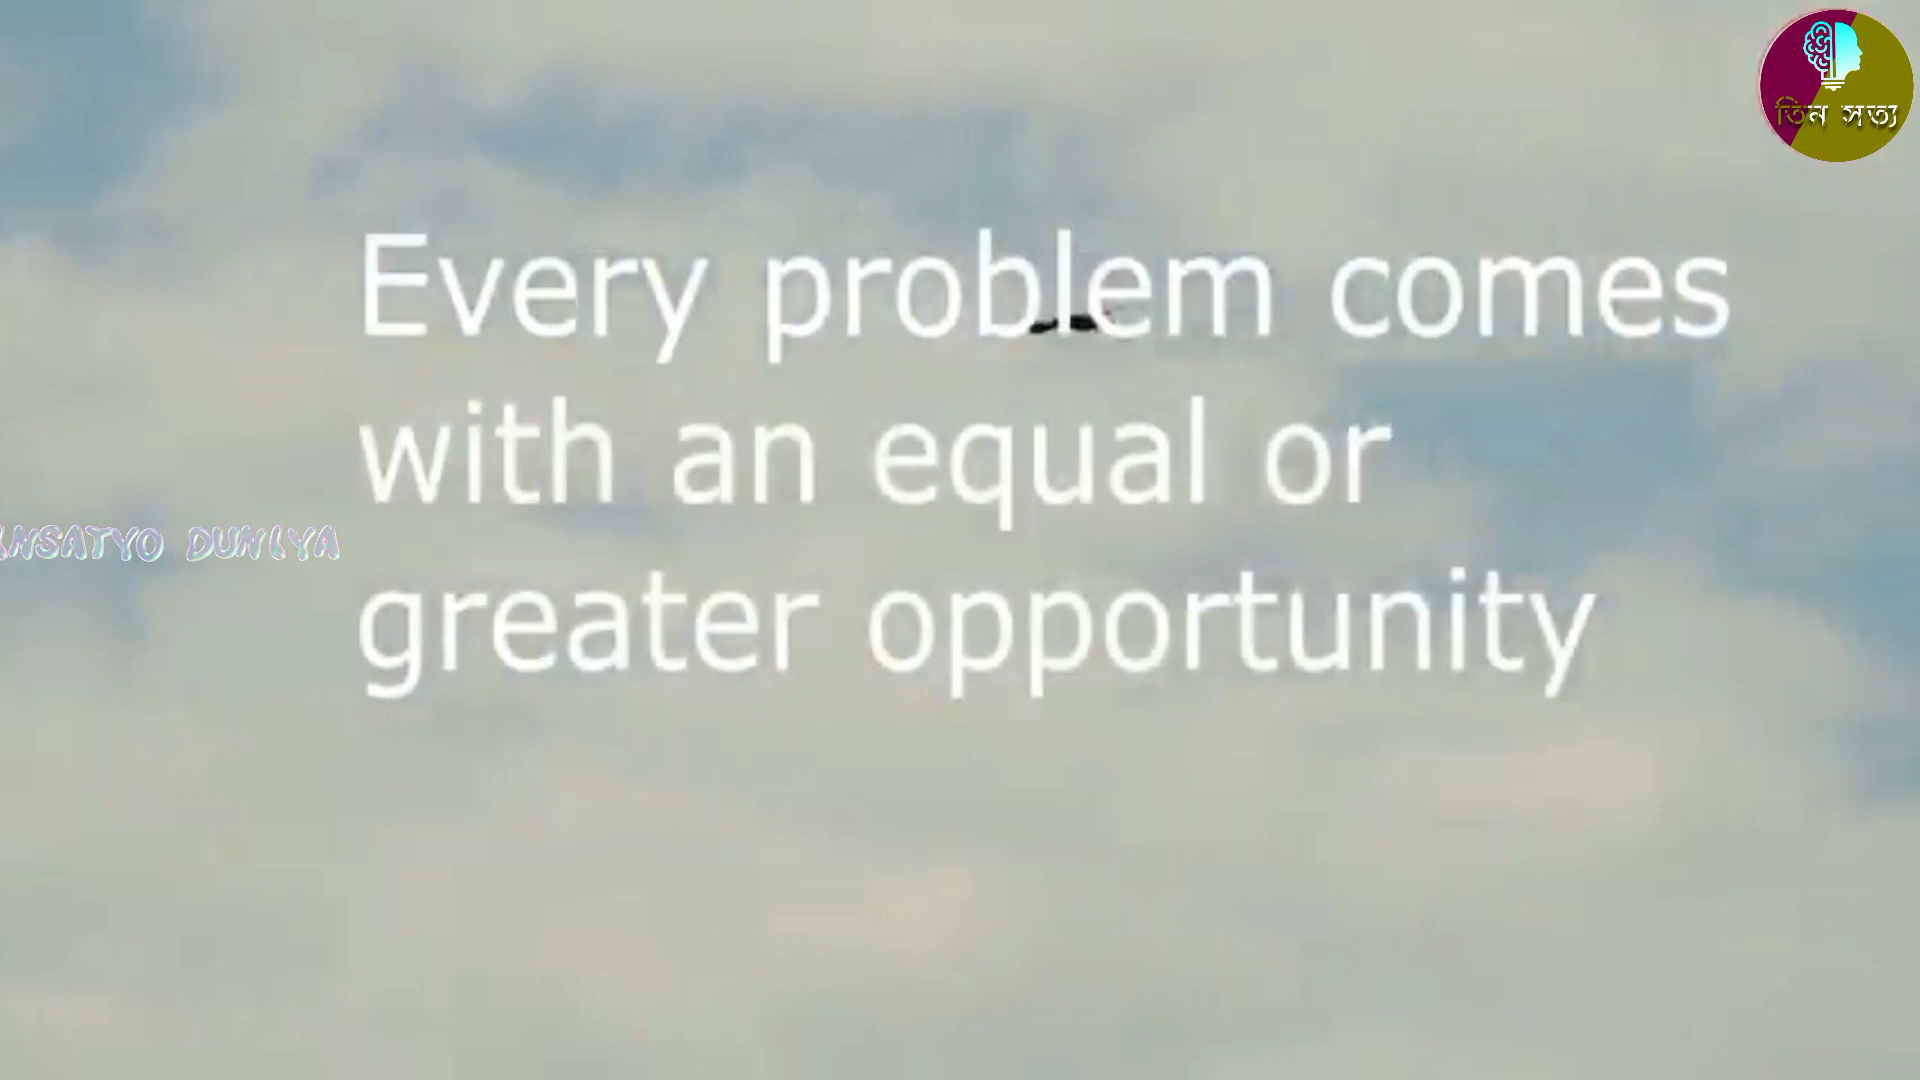 তিন সত্য
Every problem comes
with an equal or
greater opportunity
DUNIYA